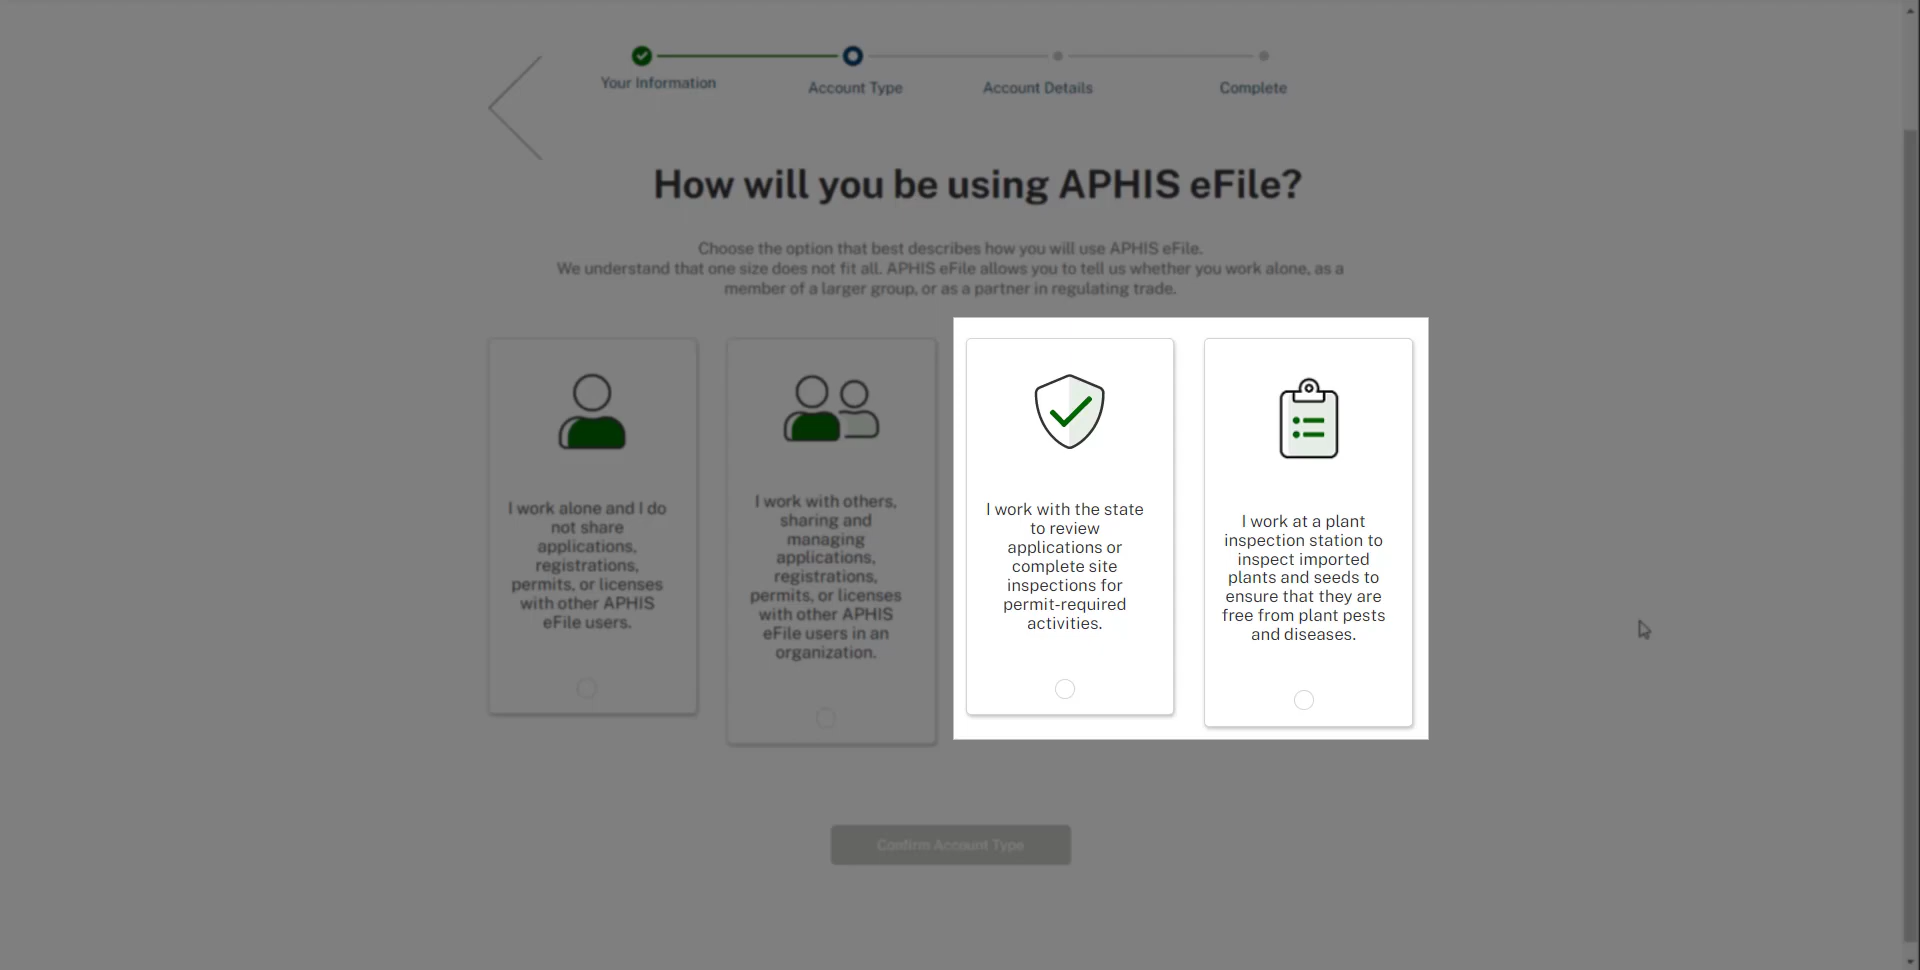 Your Information
Account Type
Account Details
Complete
How will you be using APHIS eFile?
Choose the option that best describes how you will use APHIS eFile.
We understand that one size does not fit all. APHIS eFile allows you to tell us whether you work alone, as a
member of a larger group, or as a partner in regulating trade.
I work alone and I do
not share
applications,
registrations,
permits, or licenses
with other APHIS
eFile users.
I work with others,
sharing and
managing
applications,
registrations,
permits, or licenses
with other APHIS
eFile users in an
organization.
I work with the state
to review
applications or
complete site
inspections for
permit-required
activities.
I work at a plant
inspection station to
inspect imported
plants and seeds to
ensure that they are
free from plant pests
and diseases.
Confirm Account Type